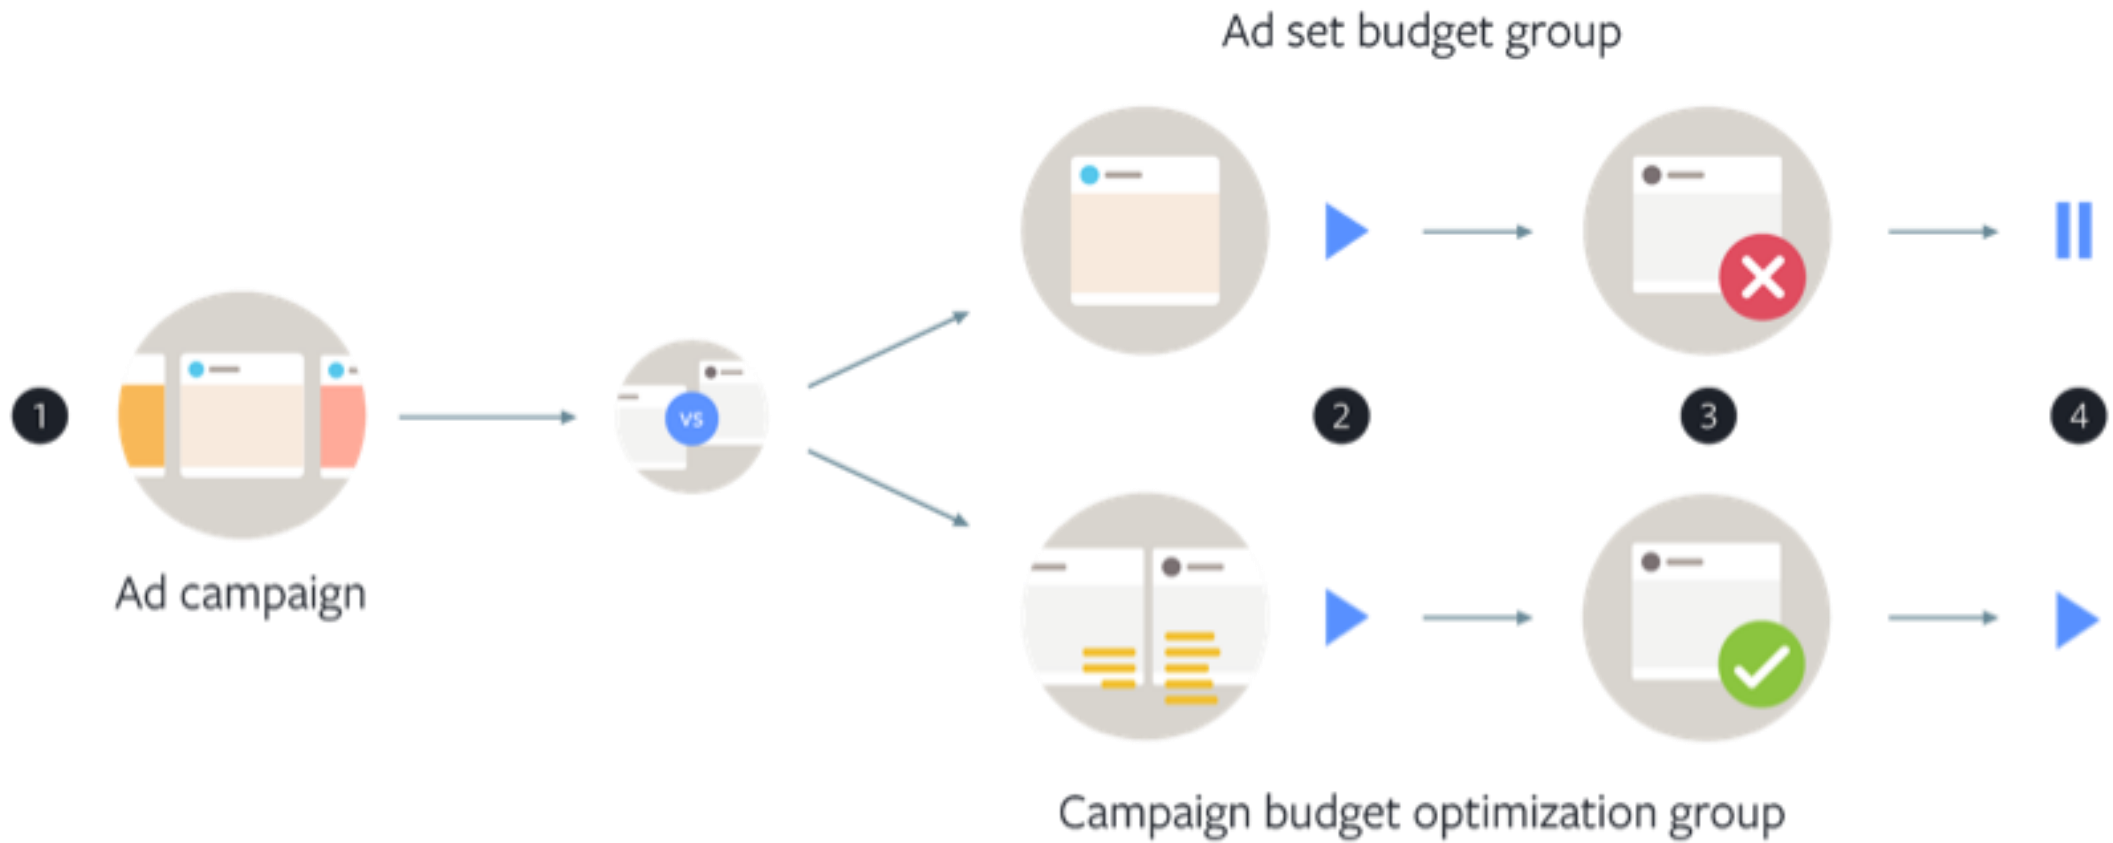 Ad set budget group
1
vs
2
3
4
Ad campaign
Campaign budget optimization group